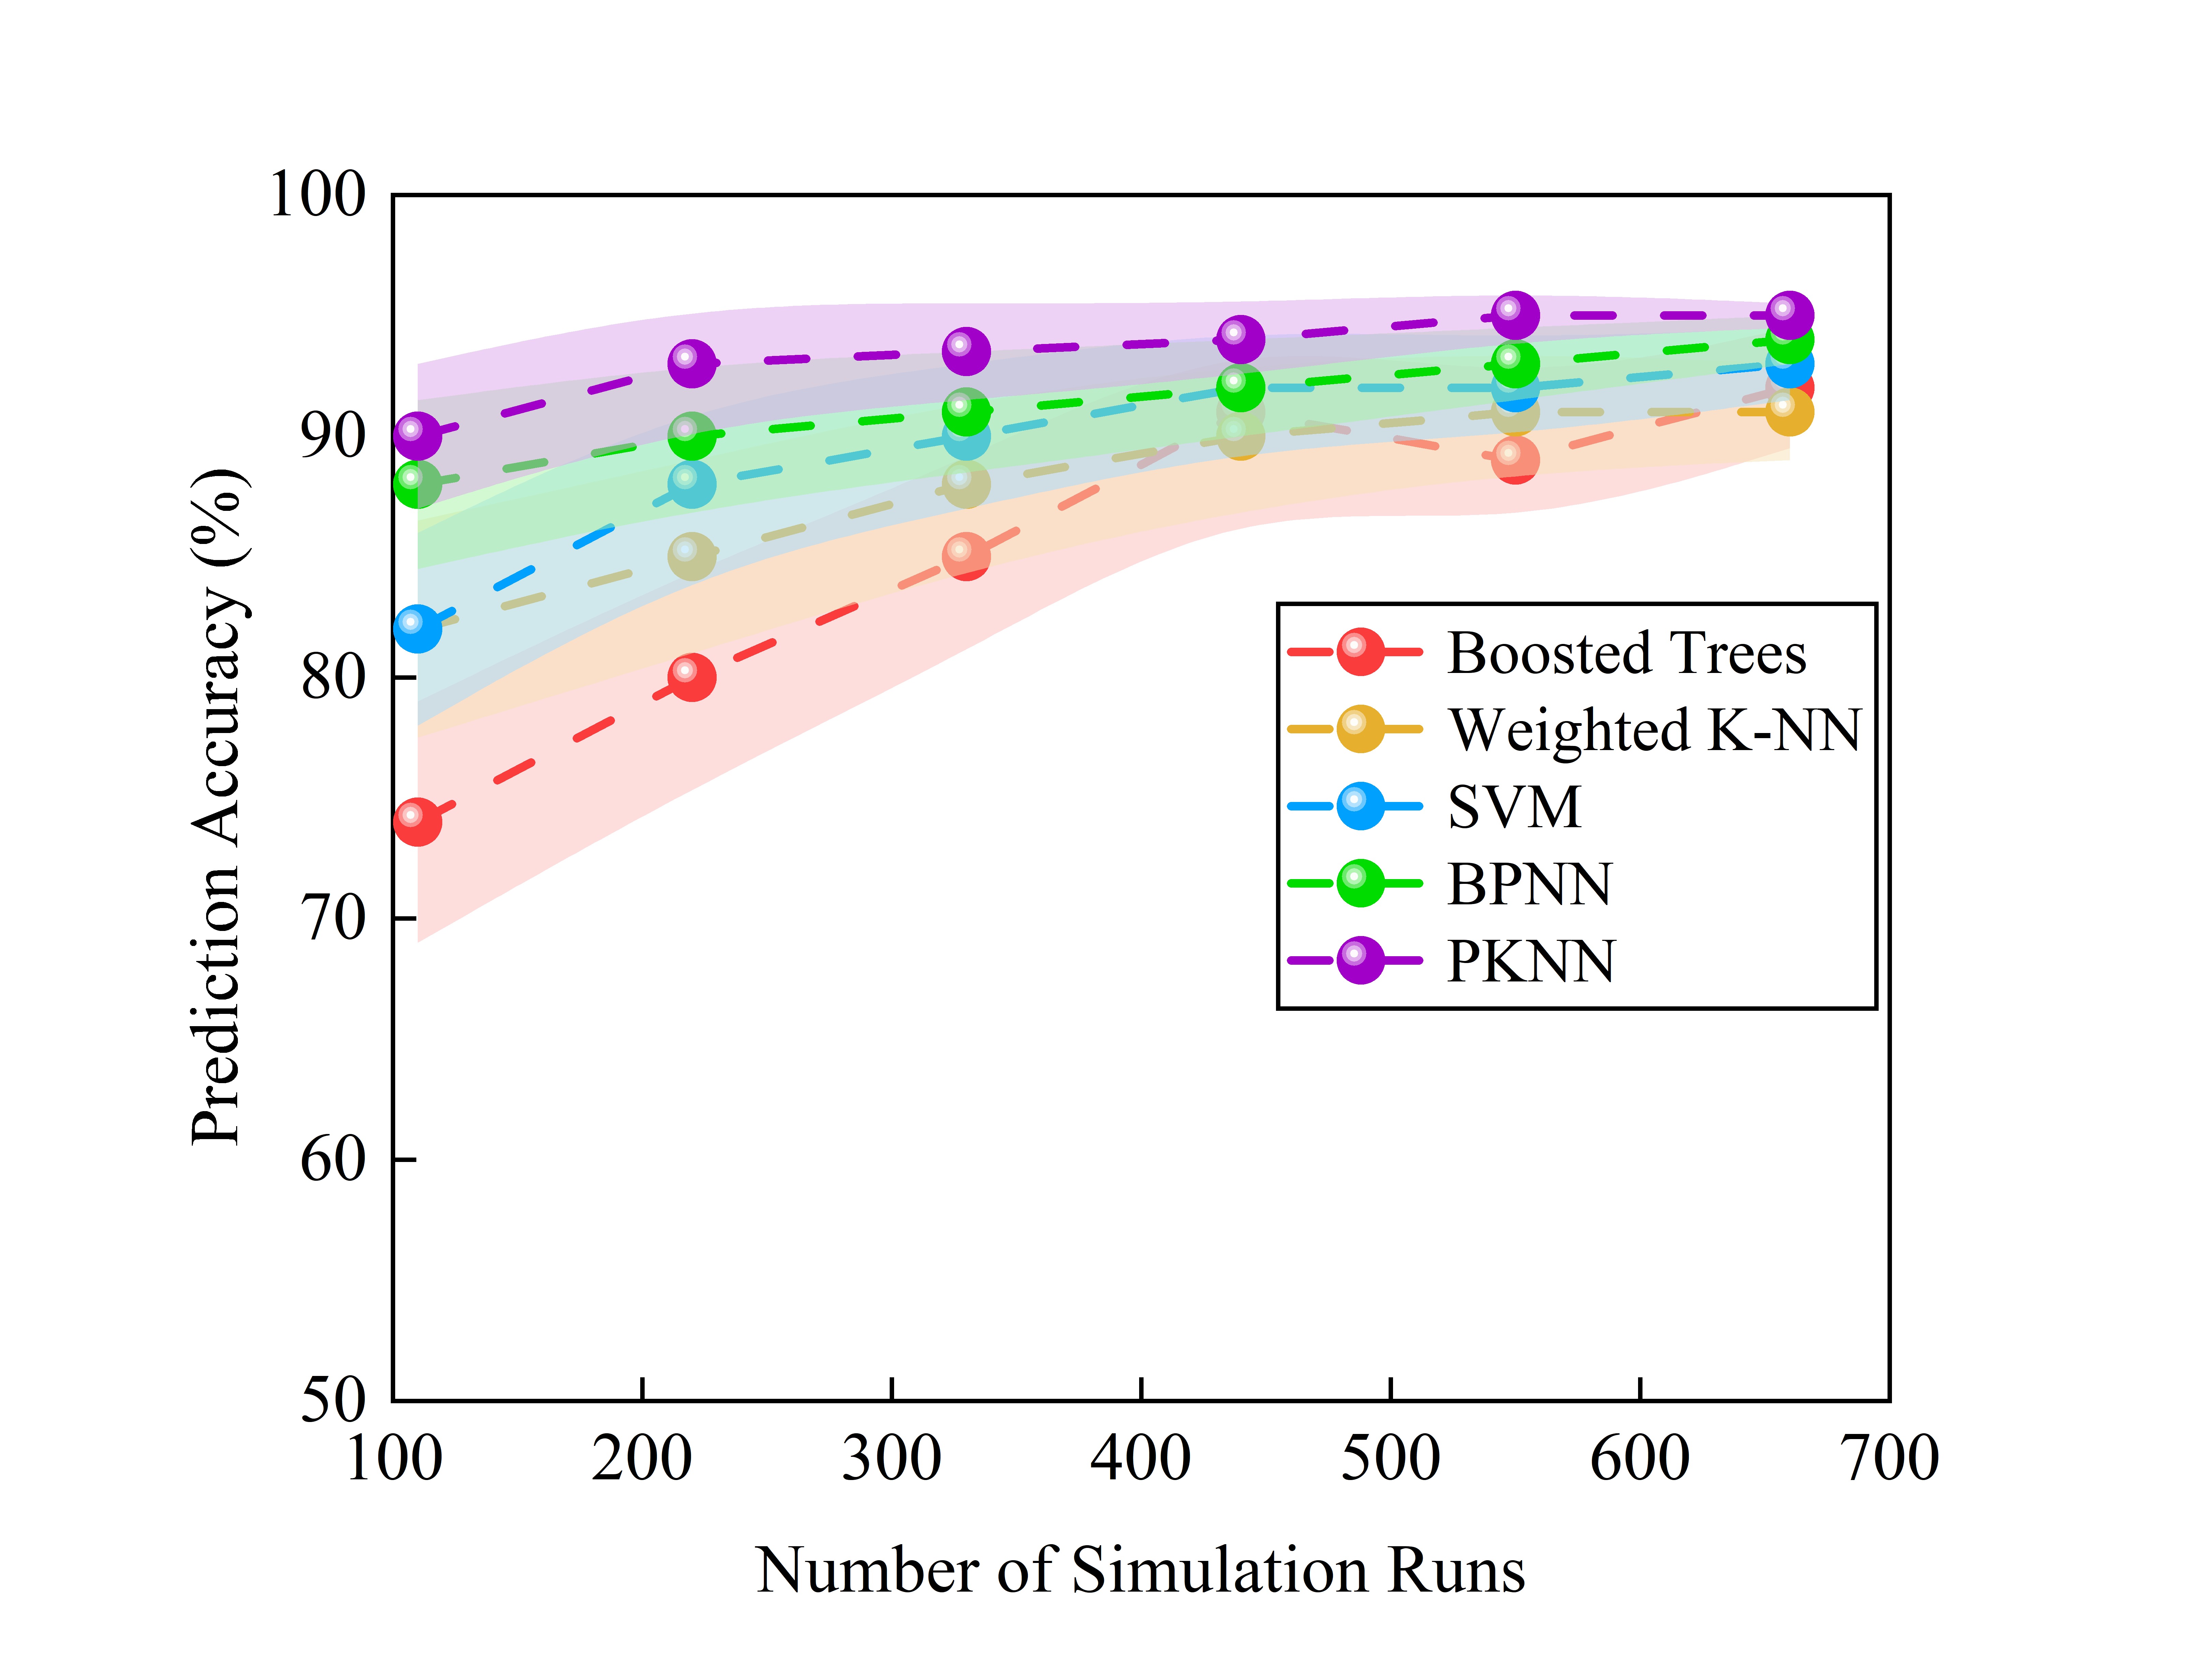 100
90
80
70
60
50
Prediction Accuracy (%)
Boosted Trees
Weighted K-NN
SVM
BPNN
PKNN
100 200 300 400 500 600 700
Number of Simulation Runs